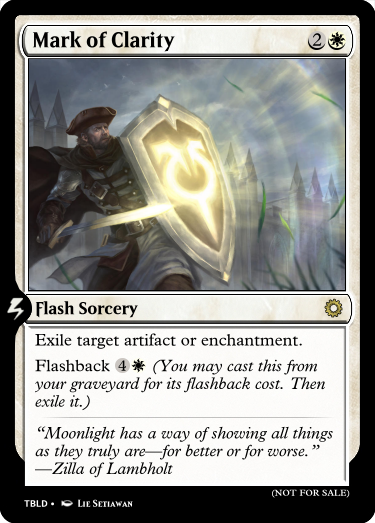 Mark of Clarity 2
Flash Sorcery
Exile target artifact or enchantment.
Flashback 4 (You may cast this from
your graveyard for its flashback cost. Then
exile it.)
“Moonlight has a way of showing all things
as they truly are—for better or for worse.”
—Zilla of Lambholt
(NOT FOR SALE)
TBLD • Lie Setiawan